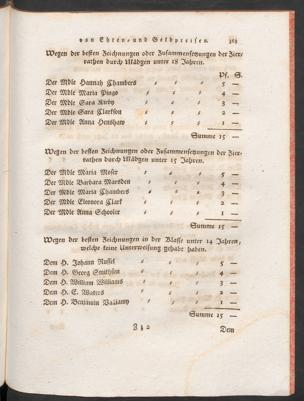 von Ehren- und Geldpreisen. 363
Wegen der besten Zeichnungen oder Zusammensetzungen der Zier-
rathen durch Mädgen unter 18 Jahren.
Pf. S.
Der Mdle Hannah Chambers 5 —
Der Mdle Maria Pingo 4 —
Der Mdle Sara Kirby 3 —
Der Mdle Sara Clarkson 2 —
Der Mdle Anna Henshaw 1 —
Summe 15 —
Wegen der besten Zeichnungen oder Zusammensetzungen der Zier-
rathen durch Mädgen unter 15 Jahren.
Der Mdle Maria Moser 5 —
Der Mdle Barbara Marsden 4 —
Der Mdle Maria Chambers 3 —
Der Mdle Eleonora Clark 2 —
Der Mdle Anna Schooler 1 —
Summe 15 —
Wegen der besten Zeichnungen in der Klasse unter 14 Jahren,
welche keine Unterweisung gehabt haben.
Dem H. Johann Russel 5 —
Dem H. Georg Smithson 4 —
Dem H. William Williams 3 —
Dem H. E. 2 —
Dem H. Benjamin 1 —
Summe 15 —
Zz 2 Dem